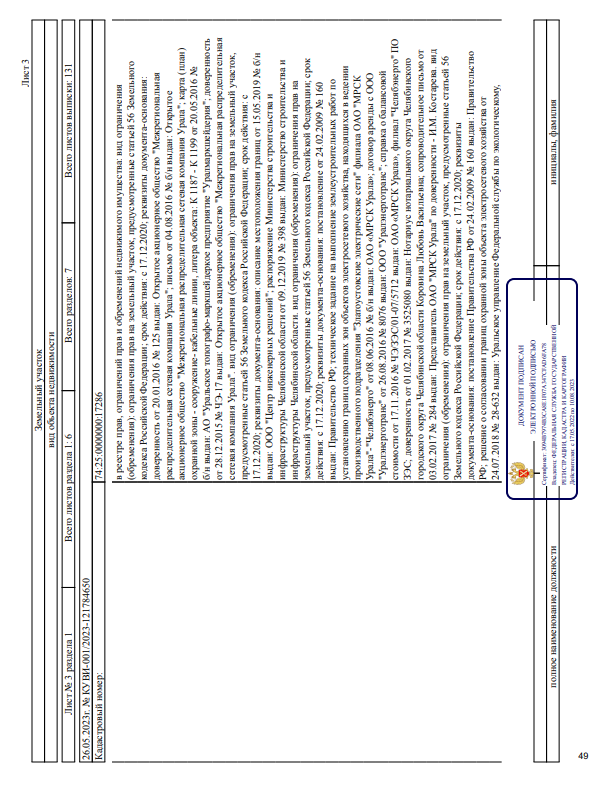 Лист 3
Земельный участок
вид объекта недвижимости
Лист № 3 раздела 1 Всего листов раздела 1: 6 Всего разделов: 7 Всего листов выписки: 131
26.05.2023г. № КУВИ-001/2023-121784650
Кадастровый номер: 74:25:0000000:17286
в реестре прав, ограничений прав и обременений недвижимого имущества: вид ограничения
(обременения): ограничения прав на земельный участок, предусмотренные статьей 56 Земельного
кодекса Российской Федерации; срок действия: с 17.12.2020; реквизиты документа-основания:
доверенность от 20.01.2016 № 125 выдан: Открытое акционерное общество "Межрегиональная
распределительная сетевая компания Урала"; письмо от 04.08.2016 № б/н выдан: Открытое
акционерное общество "Межрегиональная распределительная сетевая компания Урала"; карта (план)
охранной зоны - сооружение- кабельные линии, литера объекта: К 1187 - К 1199 от 20.05.2016 №
б/н выдан: АО "Уральское топографо-маркшейдерское предприятие "Уралмаркшейдерия"; доверенность
от 28.12.2015 № ЧЭ-17 выдан: Открытое акционерное общество "Межрегиональная распределительная
сетевая компания Урала". вид ограничения (обременения): ограничения прав на земельный участок,
предусмотренные статьей 56 Земельного кодекса Российской Федерации; срок действия: с
17.12.2020; реквизиты документа-основания: описание местоположения границ от 15.05.2019 № б/н
выдан: ООО "Центр инженерных решений"; распоряжение Министерства строительства и
инфраструктуры Челябинской области от 09.12.2019 № 398 выдан: Министерство строительства и
инфраструктуры Челябинской области. вид ограничения (обременения): ограничения прав на
земельный участок, предусмотренные статьей 56 Земельного кодекса Российской Федерации; срок
действия: с 17.12.2020; реквизиты документа-основания: постановление от 24.02.2009 № 160
выдан: Правительство РФ; техническое задание на выполнение землеустроительных работ по
установлению границ охранных зон объектов электросетевого хозяйства, находящихся в ведении
производственного подразделения "Златоустовские электрические сети" филиала ОАО "МРСК
Урала"-"Челябэнерго" от 08.06.2016 № б/н выдан: ОАО «МРСК Урала»; договор аренды с ООО
"Уралэнерготранс" от 26.08.2016 № 8076 выдан: ООО "Уралэнерготранс"; справка о балансовой
стоимости от 17.11.2016 № ЧЭ/ЗЭС/01-07/5712 выдан: ОАО «МРСК Урала», филиал "Челябэнерго" ПО
ЗЭС; доверенность от 01.02.2017 № 3525080 выдан: Нотариус нотариального округа Челябинского
городского округа Челябинской области Коровина Любовь Васильевна; сопроводительное письмо от
03.02.2017 № 284 выдан: Представитель ОАО "МРСК Урала" по доверенности - И.М. Костарева. вид
ограничения (обременения): ограничения прав на земельный участок, предусмотренные статьей 56
Земельного кодекса Российской Федерации; срок действия: с 17.12.2020; реквизиты
документа-основания: постановление Правительства РФ от 24.02.2009 № 160 выдан: Правительство
РФ; решение о согласовании границ охранной зоны объекта электросетевого хозяйства от
24.07.2018 № 28-632 выдан: Уральское управление Федеральной службы по экологическому,
ДОКУМЕНТ ПОДПИСАН
ЭЛЕКТРОННОЙ ПОДПИСЬЮ
Владелец: ФЕДЕРАЛЬНАЯ СЛУЖБА ГОСУДАРСТВЕННОЙ
РЕГИСТРАЦИИ, КАДАСТРА И КАРТОГРАФИИ
Действителен: с 17.05.2022 по 10.08.2023
полное наименование должности
инициалы, фамилия
49